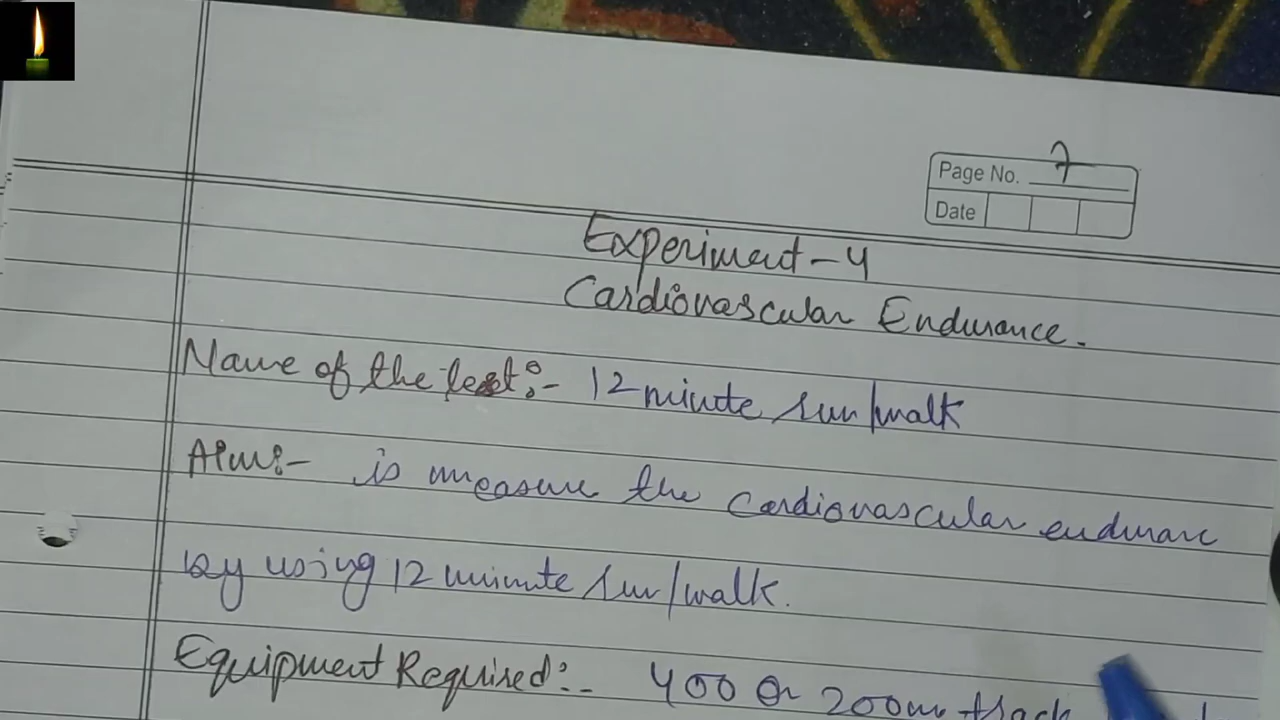 Page No. 7
Date
Experiment-4
Cardiovascular Endurance.
Name of the test:- 12 minute run/walk
Aim:- is measure the cardiovascular enduranc
by using 12 minute run/walk.
Equipment Required:- 400 or 200m track